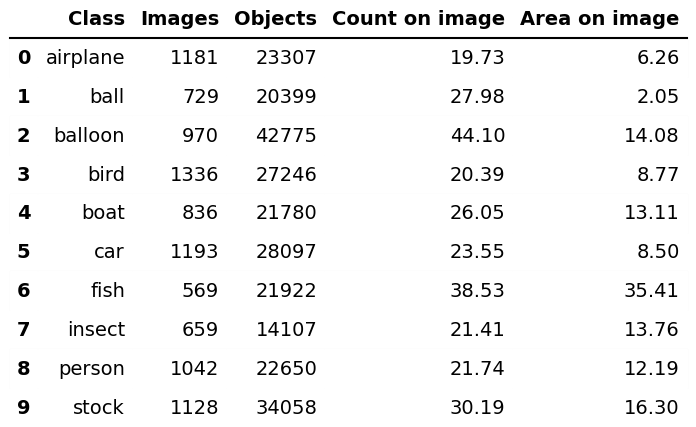 Class Images Objects Count on image Area on image
0 airplane 1181 23307 19.73 6.26
1 ball 729 20399 27.98 2.05
2 balloon 970 42775 44.10 14.08
3 bird 1336 27246 20.39 8.77
4 boat 836 21780 26.05 13.11
5 car 1193 28097 23.55 8.50
6 fish 569 21922 38.53 35.41
7 insect 659 14107 21.41 13.76
8 person 1042 22650 21.74 12.19
9 stock 1128 34058 30.19 16.30